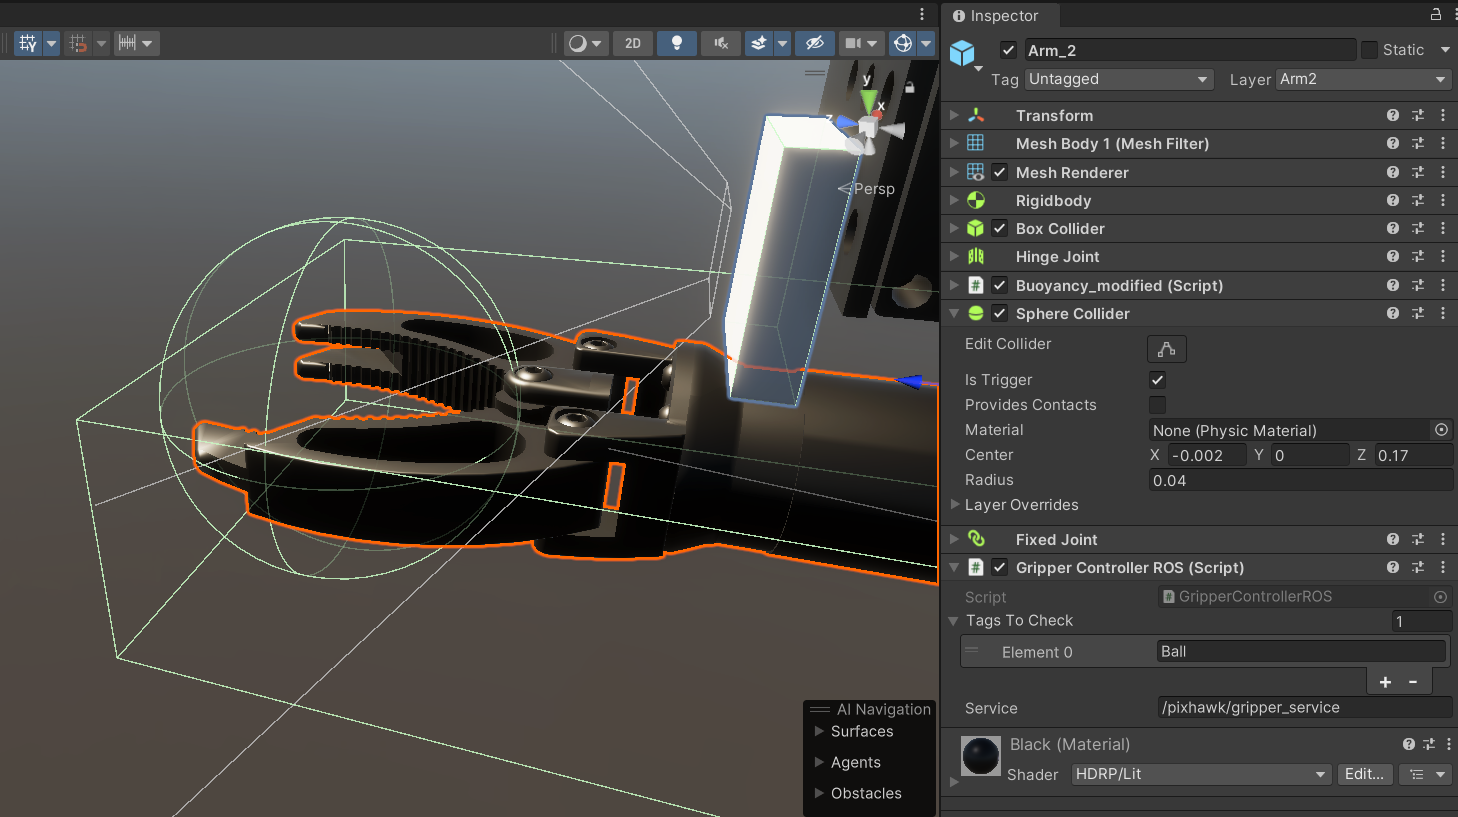 Inspector
2D
y
x
z
Persp
AI Navigation
Surfaces
Agents
Obstacles
Arm_2
Static
Tag
Untagged
Layer
Arm2
Transform
Mesh Body 1 (Mesh Filter)
Mesh Renderer
Rigidbody
Box Collider
Hinge Joint
Buoyancy_modified (Script)
Sphere Collider
Edit Collider
Is Trigger
Provides Contacts
Material
None (Physic Material)
Center
X -0.002 Y 0 Z 0.17
Radius
0.04
Layer Overrides
Fixed Joint
Gripper Controller ROS (Script)
Script
GripperControllerROS
Tags To Check
1
Element 0
Ball
+ -
Service
/pixhawk/gripper_service
Black (Material)
Shader
HDRP/Lit
Edit...